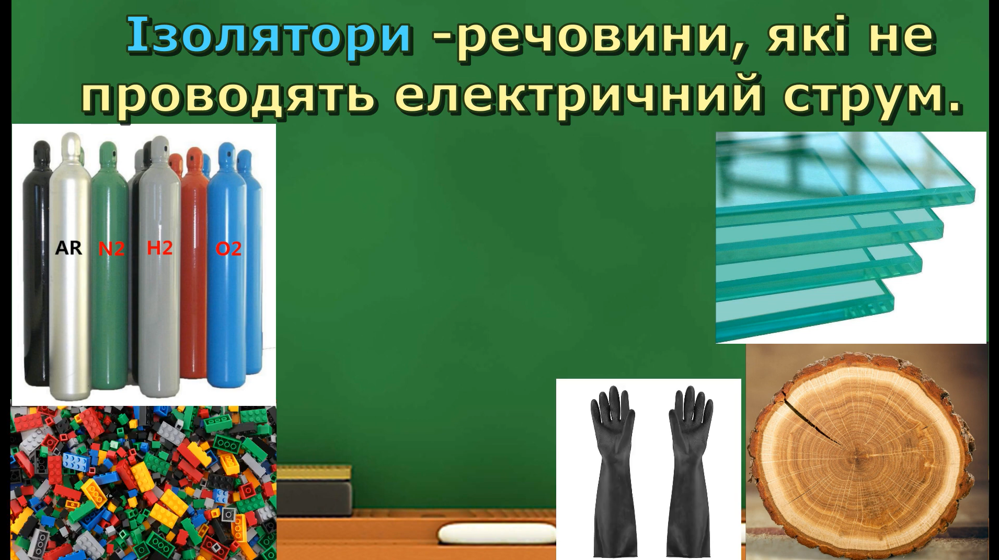 Ізолятори -речовини, які не
проводять електричний струм.
AR N2 H2 O2